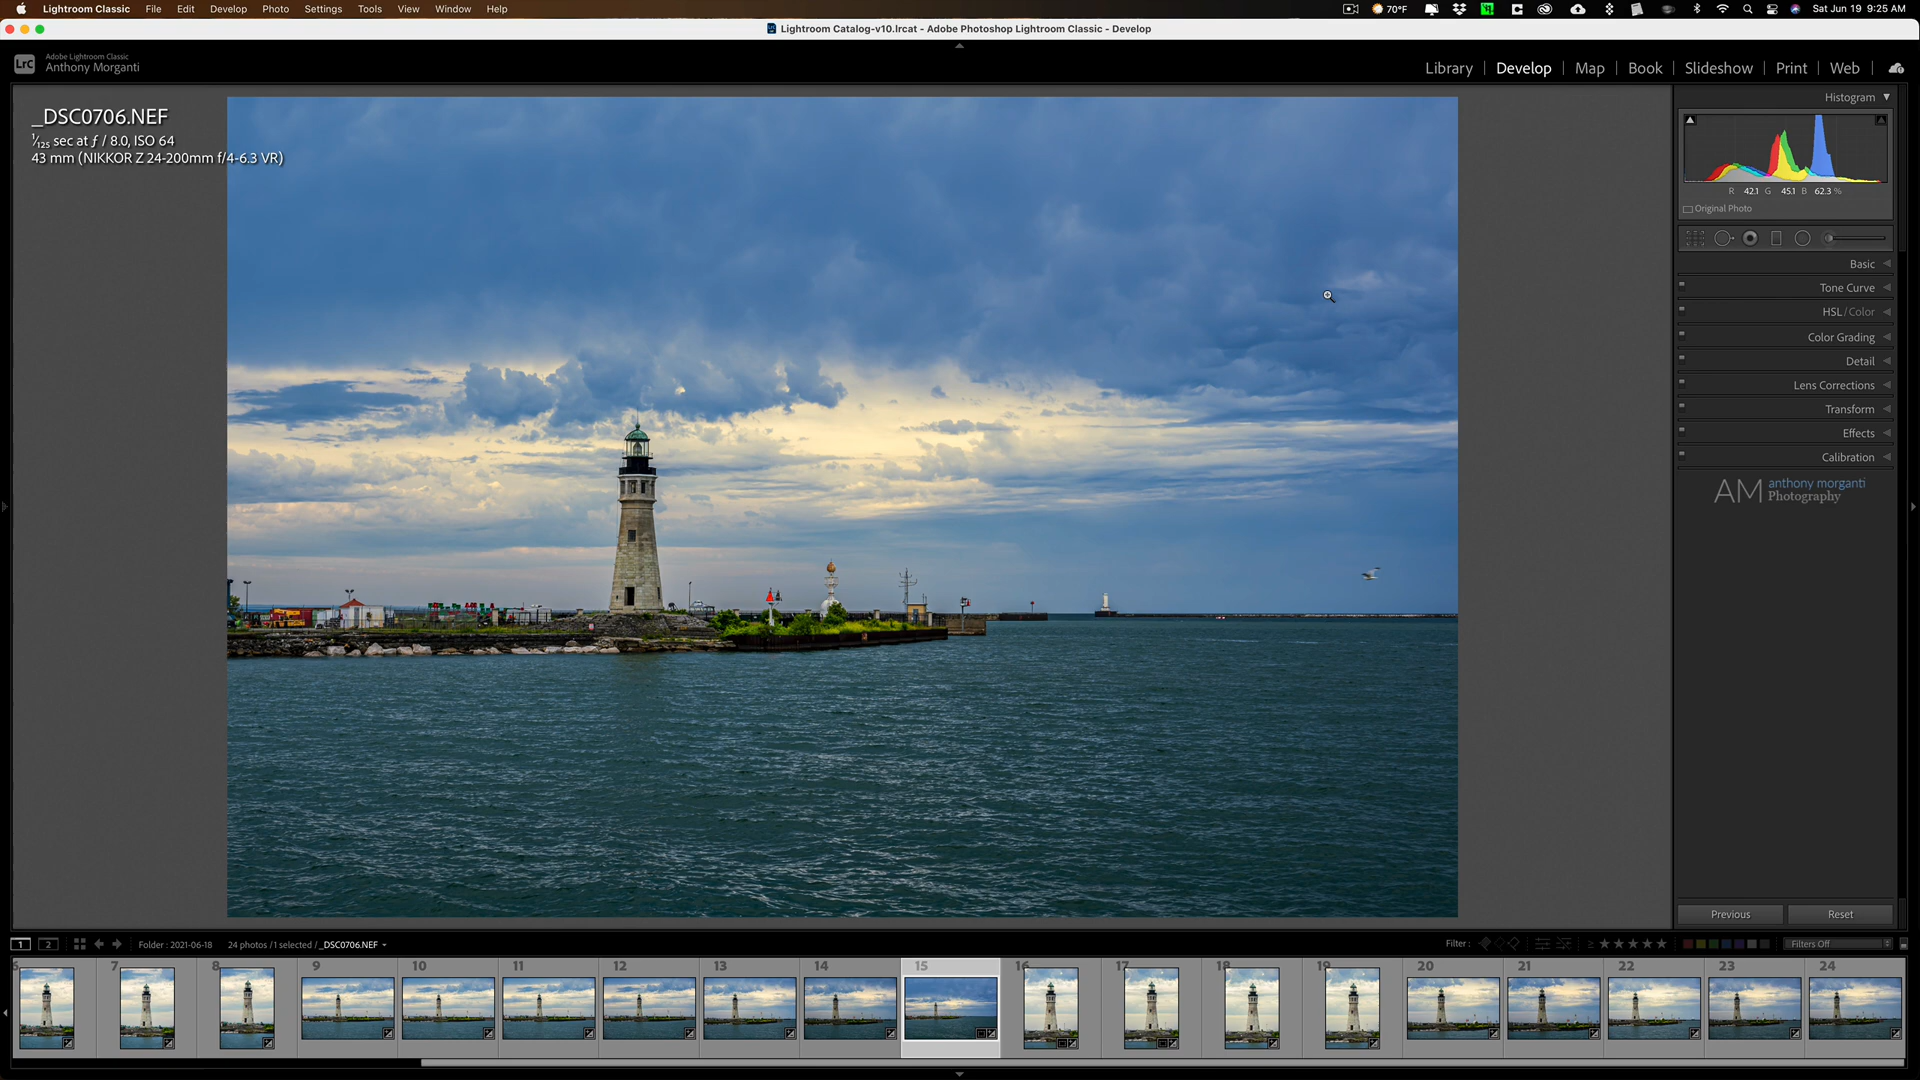 Lightroom Classic File Edit Develop Photo Settings Tools View Window Help 70°F Sat Jun 19 9:25 AM
Lightroom Catalog-v10.lrcat - Adobe Photoshop Lightroom Classic - Develop
LrC Adobe Lightroom Classic
Anthony Morganti
Library | Develop | Map | Book | Slideshow | Print | Web |
Histogram
_DSC0706.NEF
1/125 sec at ƒ / 8.0, ISO 64
43 mm (NIKKOR Z 24-200mm f/4-6.3 VR)
R 42.1 G 45.1 B 62.3 %
Original Photo
Basic
Tone Curve
HSL / Color
Color Grading
Detail
Lens Corrections
Transform
Effects
Calibration
AM anthony morganti
Photography
Previous Reset
1 2 Folder : 2021-06-18 24 photos / 1 selected / _DSC0706.NEF Filter : ≥ ★ ★ ★ ★ ★ Filters Off
6 7 8 9 10 11 12 13 14 15 16 17 18 19 20 21 22 23 24